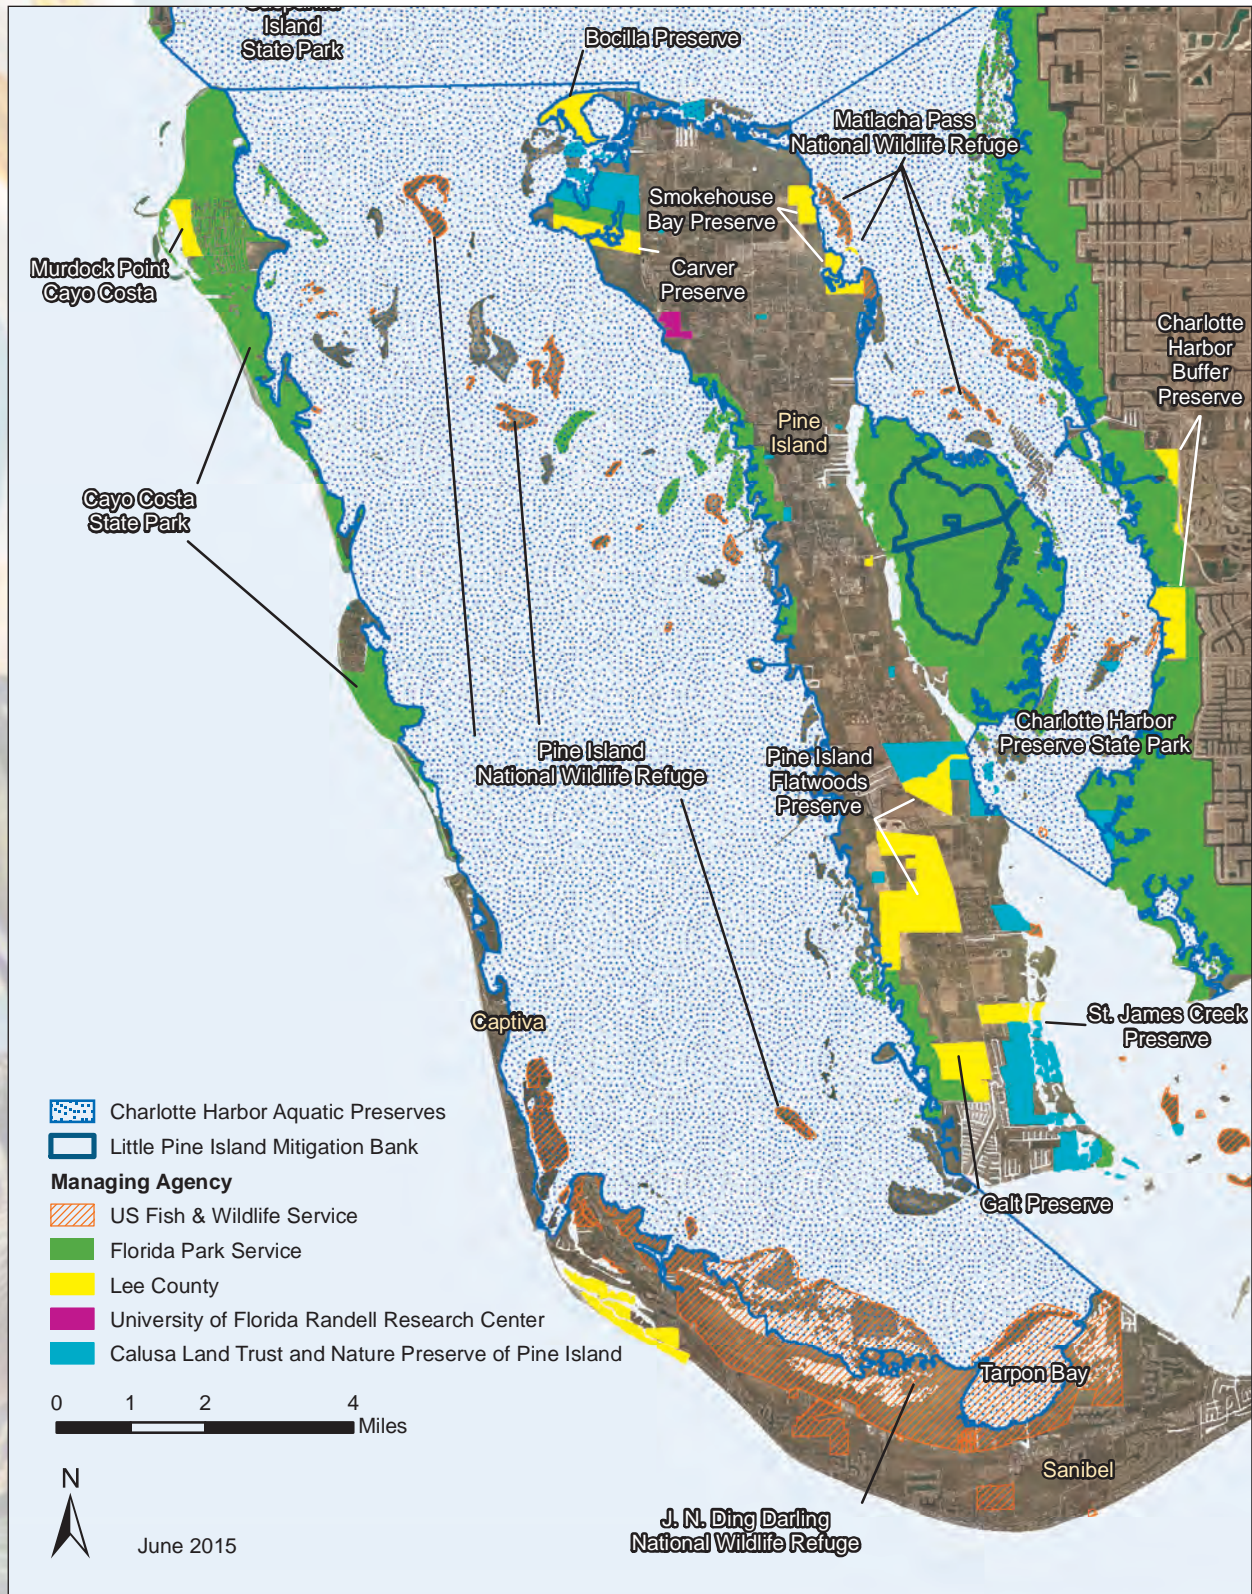 Gasparilla
Island
State Park
Bocilla Preserve
Matlacha Pass
National Wildlife Refuge
Smokehouse
Bay Preserve
Carver
Preserve
Murdock Point
Cayo Costa
Charlotte
Harbor
Buffer
Preserve
Pine
Island
Cayo Costa
State Park
Charlotte Harbor
Preserve State Park
Pine Island
National Wildlife Refuge
Pine Island
Flatwoods
Preserve
Captiva
St. James Creek
Preserve
Charlotte Harbor Aquatic Preserves
Little Pine Island Mitigation Bank
Managing Agency
US Fish & Wildlife Service
Florida Park Service
Lee County
University of Florida Randell Research Center
Calusa Land Trust and Nature Preserve of Pine Island
Galt Preserve
Tarpon Bay
0 1 2 4
Miles
Sanibel
N
June 2015
J. N. Ding Darling
National Wildlife Refuge